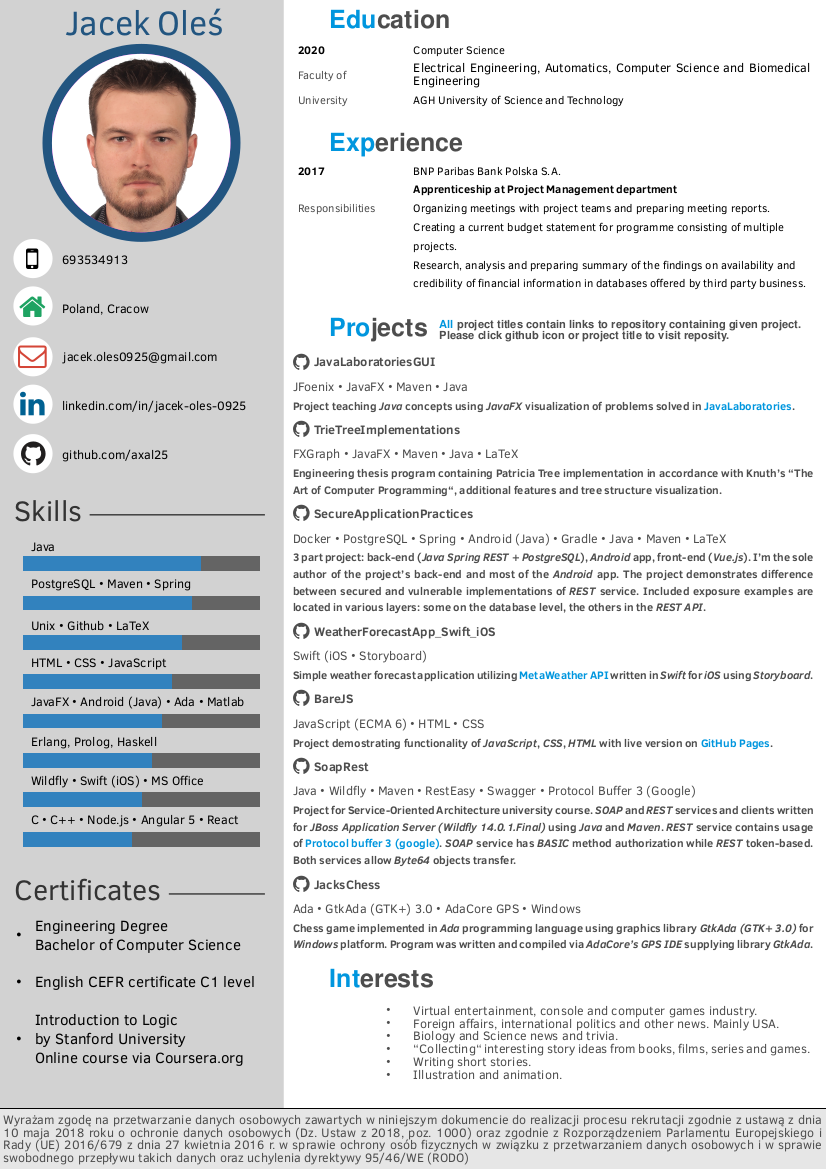 Jacek Oleś
693534913
Poland, Cracow
jacek.oles0925@gmail.com
linkedin.com/in/jacek-oles-0925
github.com/axal25
Skills
Java
PostgreSQL • Maven • Spring
Unix • Github • LaTeX
HTML • CSS • JavaScript
JavaFX • Android (Java) • Ada • Matlab
Erlang, Prolog, Haskell
Wildfly • Swift (iOS) • MS Office
C • C++ • Node.js • Angular 5 • React
Certificates
• Engineering Degree
Bachelor of Computer Science
• English CEFR certificate C1 level
Introduction to Logic
• by Stanford University
Online course via Coursera.org
Education
2020 Computer Science
Faculty of Electrical Engineering, Automatics, Computer Science and Biomedical
Engineering
University AGH University of Science and Technology
Experience
2017 BNP Paribas Bank Polska S.A.
Apprenticeship at Project Management department
Responsibilities Organizing meetings with project teams and preparing meeting reports.
Creating a current budget statement for programme consisting of multiple
projects.
Research, analysis and preparing summary of the findings on availability and
credibility of financial information in databases offered by third party business.
Projects All project titles contain links to repository containing given project.
Please click github icon or project title to visit reposity.
JavaLaboratoriesGUI
JFoenix • JavaFX • Maven • Java
Project teaching Java concepts using JavaFX visualization of problems solved in JavaLaboratories.
TrieTreeImplementations
FXGraph • JavaFX • Maven • Java • LaTeX
Engineering thesis program containing Patricia Tree implementation in accordance with Knuth's “The
Art of Computer Programming“, additional features and tree structure visualization.
SecureApplicationPractices
Docker • PostgreSQL • Spring • Android (Java) • Gradle • Java • Maven • LaTeX
3 part project: back-end (Java Spring REST + PostgreSQL), Android app, front-end (Vue.js). I'm the sole
author of the project's back-end and most of the Android app. The project demonstrates difference
between secured and vulnerable implementations of REST service. Included exposure examples are
located in various layers: some on the database level, the others in the REST API.
WeatherForecastApp_Swift_iOS
Swift (iOS • Storyboard)
Simple weather forecast application utilizing MetaWeather API written in Swift for iOS using Storyboard.
BareJS
JavaScript (ECMA 6) • HTML • CSS
Project demostrating functionality of JavaScript, CSS, HTML with live version on GitHub Pages.
SoapRest
Java • Wildfly • Maven • RestEasy • Swagger • Protocol Buffer 3 (Google)
Project for Service-Oriented Architecture university course. SOAP and REST services and clients written
for JBoss Application Server (Wildfly 14.0.1.Final) using Java and Maven. REST service contains usage
of Protocol buffer 3 (google). SOAP service has BASIC method authorization while REST token-based.
Both services allow Byte64 objects transfer.
JacksChess
Ada • GtkAda (GTK+) 3.0 • AdaCore GPS • Windows
Chess game implemented in Ada programming language using graphics library GtkAda (GTK+ 3.0) for
Windows platform. Program was written and compiled via AdaCore's GPS IDE supplying library GtkAda.
Interests
• Virtual entertainment, console and computer games industry.
• Foreign affairs, international politics and other news. Mainly USA.
• Biology and Science news and trivia.
• “Collecting“ interesting story ideas from books, films, series and games.
• Writing short stories.
• Illustration and animation.
Wyrażam zgodę na przetwarzanie danych osobowych zawartych w niniejszym dokumencie do realizacji procesu rekrutacji zgodnie z ustawą z dnia
10 maja 2018 roku o ochronie danych osobowych (Dz. Ustaw z 2018, poz. 1000) oraz zgodnie z Rozporządzeniem Parlamentu Europejskiego i
Rady (UE) 2016/679 z dnia 27 kwietnia 2016 r. w sprawie ochrony osób fizycznych w związku z przetwarzaniem danych osobowych i w sprawie
swobodnego przepływu takich danych oraz uchylenia dyrektywy 95/46/WE (RODO)